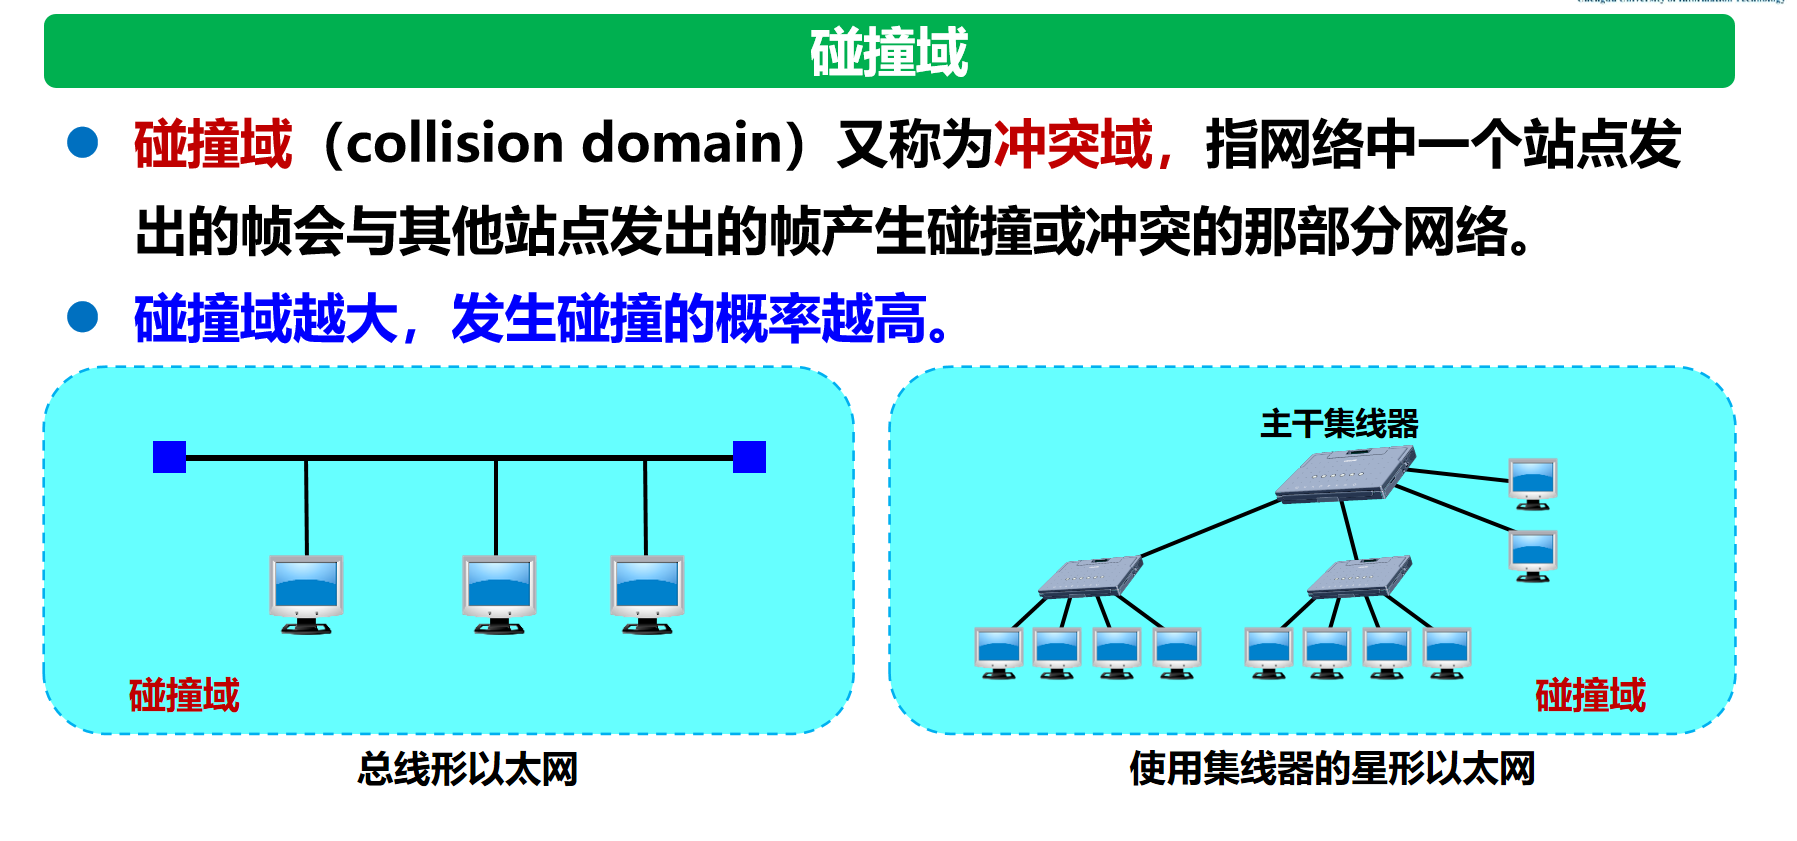 碰撞域
碰撞域（collision domain）又称为冲突域，指网络中一个站点发
出的帧会与其他站点发出的帧产生碰撞或冲突的那部分网络。
碰撞域越大，发生碰撞的概率越高。
主干集线器
碰撞域
碰撞域
总线形以太网
使用集线器的星形以太网